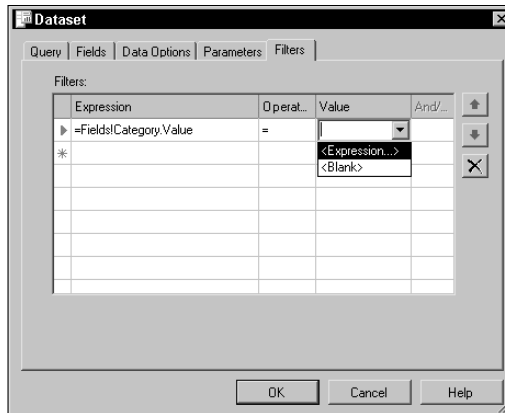 Dataset
Query Fields Data Options Parameters Filters
Filters:
Expression Operat... Value And/...
=Fields!Category.Value =
<Expression...>
<Blank>
OK Cancel Help